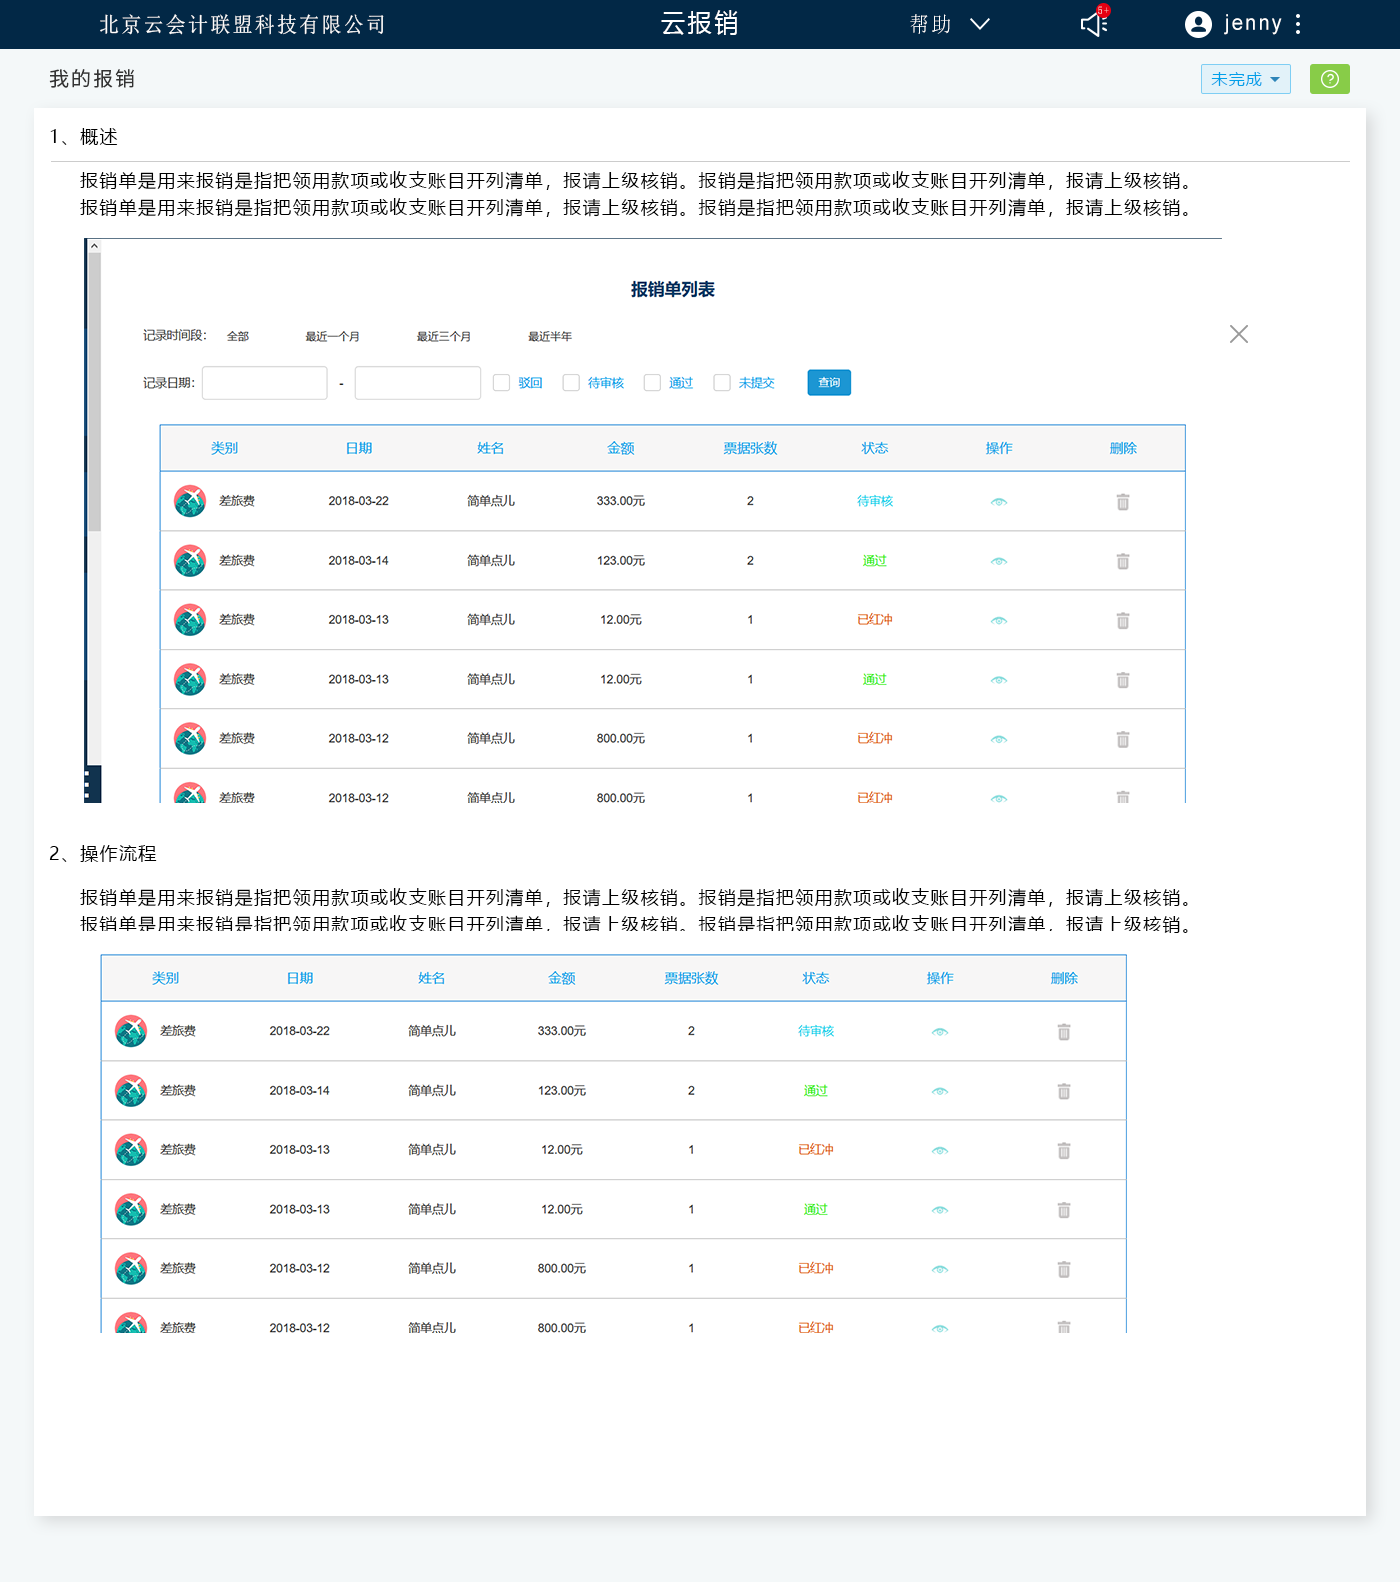 北京云会计联盟科技有限公司 云报销 帮助 5+ jenny
我的报销 未完成
1、概述
报销单是用来报销是指把领用款项或收支账目开列清单，报请上级核销。报销是指把领用款项或收支账目开列清单，报请上级核销。
报销单是用来报销是指把领用款项或收支账目开列清单，报请上级核销。报销是指把领用款项或收支账目开列清单，报请上级核销。
报销单列表
记录时间段： 全部 最近一个月 最近三个月 最近半年
记录日期： - 驳回 待审核 通过 未提交 查询
类别 日期 姓名 金额 票据张数 状态 操作 删除
差旅费 2018-03-22 简单点儿 333.00元 2 待审核
差旅费 2018-03-14 简单点儿 123.00元 2 通过
差旅费 2018-03-13 简单点儿 12.00元 1 已红冲
差旅费 2018-03-13 简单点儿 12.00元 1 通过
差旅费 2018-03-12 简单点儿 800.00元 1 已红冲
差旅费 2018-03-12 简单点儿 800.00元 1 已红冲
2、操作流程
报销单是用来报销是指把领用款项或收支账目开列清单，报请上级核销。报销是指把领用款项或收支账目开列清单，报请上级核销。
报销单是用来报销是指把领用款项或收支账目开列清单，报请上级核销。报销是指把领用款项或收支账目开列清单，报请上级核销。
类别 日期 姓名 金额 票据张数 状态 操作 删除
差旅费 2018-03-22 简单点儿 333.00元 2 待审核
差旅费 2018-03-14 简单点儿 123.00元 2 通过
差旅费 2018-03-13 简单点儿 12.00元 1 已红冲
差旅费 2018-03-13 简单点儿 12.00元 1 通过
差旅费 2018-03-12 简单点儿 800.00元 1 已红冲
差旅费 2018-03-12 简单点儿 800.00元 1 已红冲